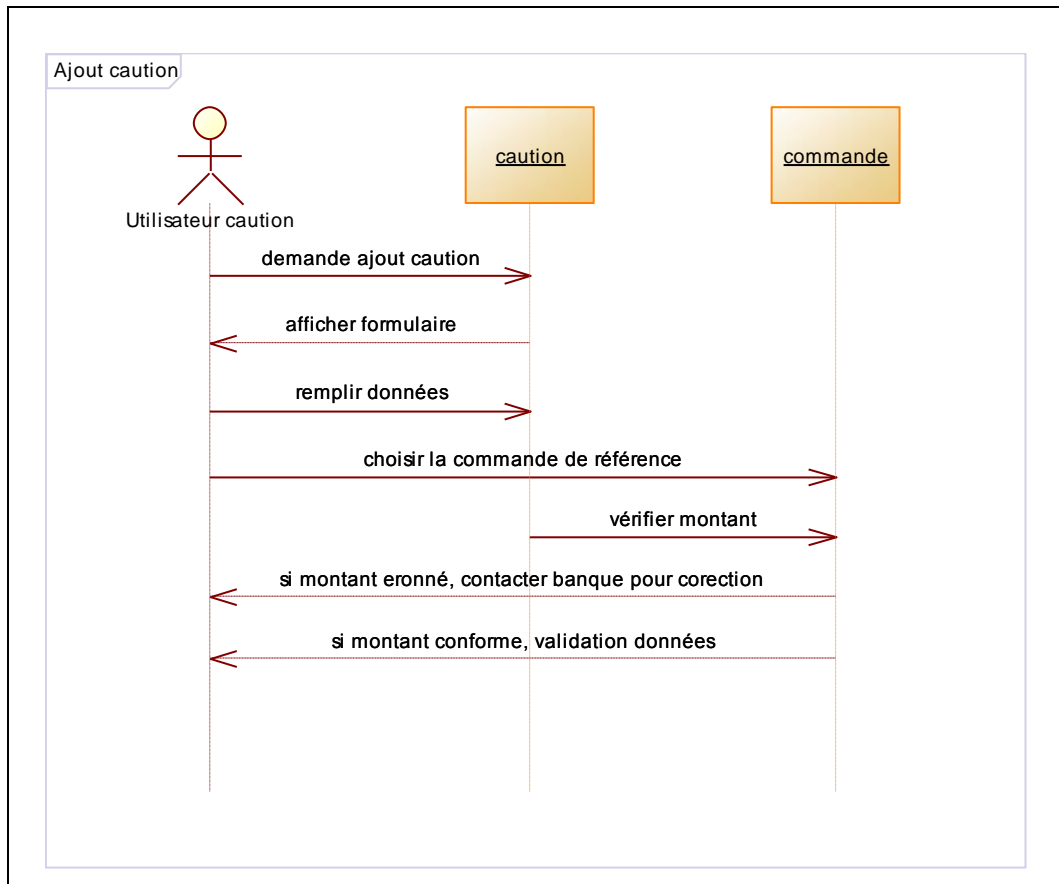 Ajout caution
caution
commande
Utilisateur caution
demande ajout caution
afficher formulaire
remplir données
choisir la commande de référence
vérifier montant
si montant eronné, contacter banque pour corection
si montant conforme, validation données